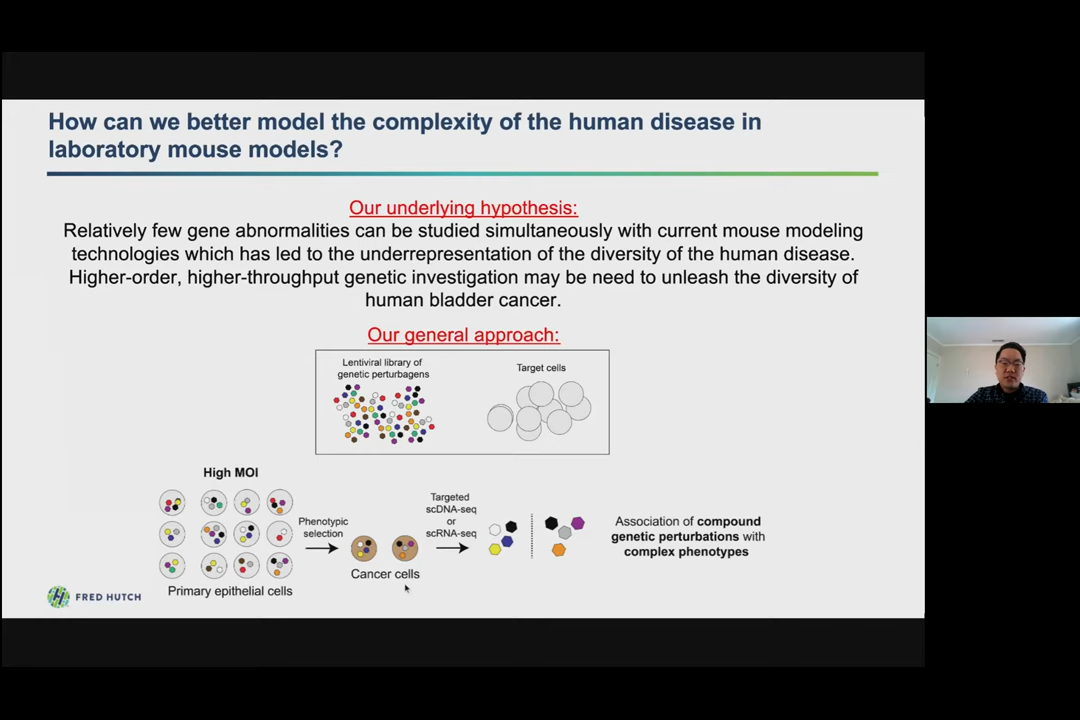 How can we better model the complexity of the human disease in
laboratory mouse models?
Our underlying hypothesis:
Relatively few gene abnormalities can be studied simultaneously with current mouse modeling
technologies which has led to the underrepresentation of the diversity of the human disease.
Higher-order, higher-throughput genetic investigation may be need to unleash the diversity of
human bladder cancer.
Our general approach:
Lentiviral library of
genetic perturbagens
Target cells
High MOI
Phenotypic
selection
Targeted
scDNA-seq
or
scRNA-seq
Association of compound
genetic perturbations with
complex phenotypes
Cancer cells
Primary epithelial cells
FRED HUTCH